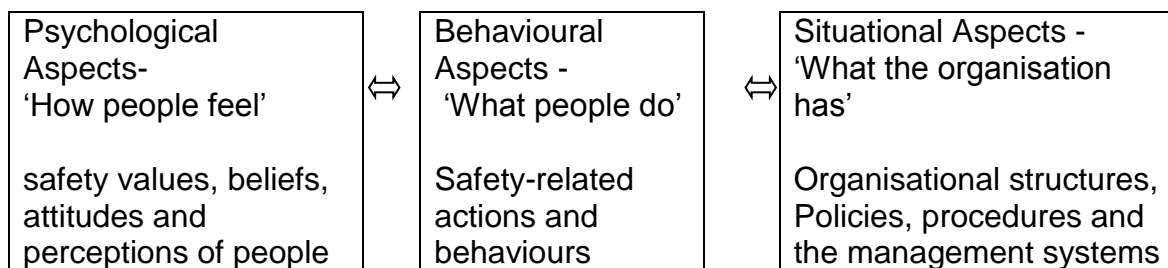 Psychological
Aspects-
‘How people feel’
safety values, beliefs,
attitudes and
perceptions of people
⇔
Behavioural
Aspects -
‘What people do’
Safety-related
actions and
behaviours
⇔
Situational Aspects -
‘What the organisation
has’
Organisational structures,
Policies, procedures and
the management systems